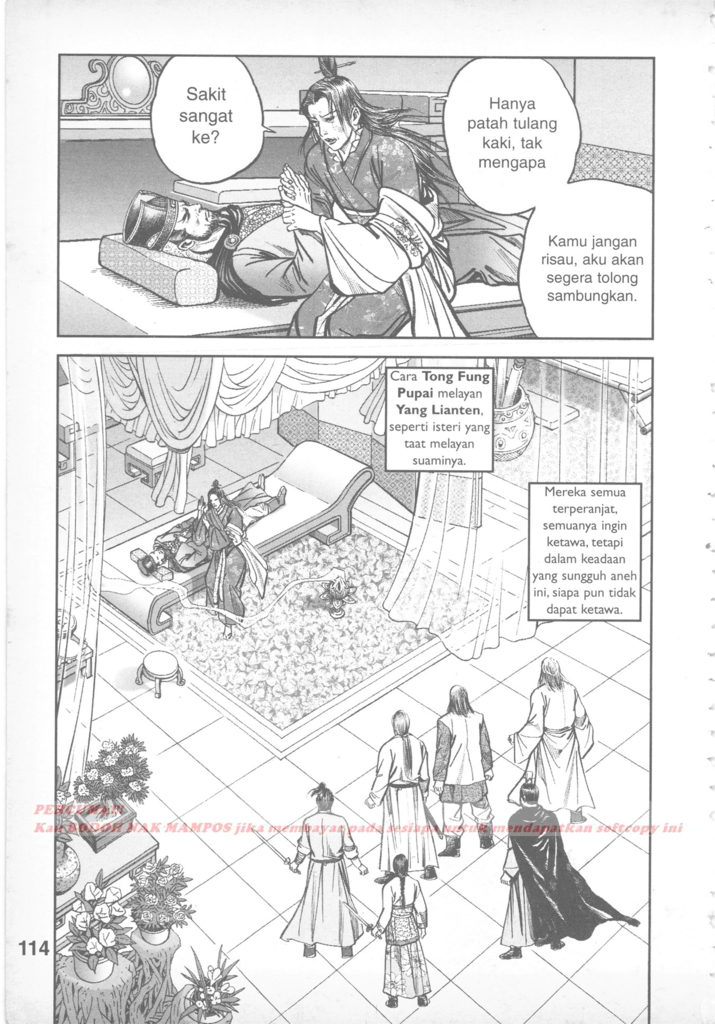 Sakit
sangat
ke?
Hanya
patah tulang
kaki, tak
mengapa
Kamu jangan
risau, aku akan
segera tolong
sambungkan.
Cara Tong Fung
Pupai melayan
Yang Lianten,
seperti isteri yang
taat melayan
suaminya.
Mereka semua
terperanjat,
semuanya ingin
ketawa, tetapi
dalam keadaan
yang sungguh aneh
ini, siapa pun tidak
dapat ketawa.
PERCUMA!!
Kau BODOH NAK MAMPOS jika membayar pada sesiapa untuk mendapatkan softcopy ini
114